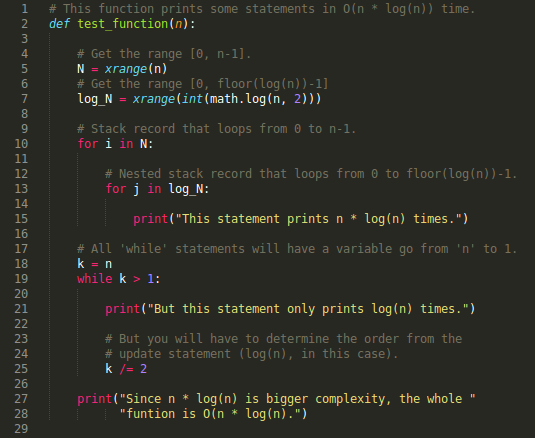 1 # This function prints some statements in O(n * log(n)) time.
2 def test_function(n):
3
4 # Get the range [0, n-1].
5 N = xrange(n)
6 # Get the range [0, floor(log(n))-1]
7 log_N = xrange(int(math.log(n, 2)))
8
9 # Stack record that loops from 0 to n-1.
10 for i in N:
11
12 # Nested stack record that loops from 0 to floor(log(n))-1.
13 for j in log_N:
14
15 print("This statement prints n * log(n) times.")
16
17 # All 'while' statements will have a variable go from 'n' to 1.
18 k = n
19 while k > 1:
20
21 print("But this statement only prints log(n) times.")
22
23 # But you will have to determine the order from the
24 # update statement (log(n), in this case).
25 k /= 2
26
27 print("Since n * log(n) is bigger complexity, the whole "
28 "funtion is O(n * log(n).")
29